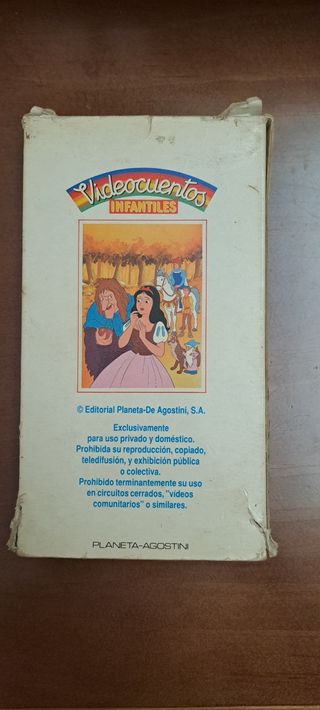 Videocuentos
INFANTILES
© Editorial Planeta-De Agostini, S.A.
Exclusivamente
para uso privado y doméstico.
Prohibida su reproducción, copiado,
teledifusión, y exhibición pública
o colectiva.
Prohibido terminantemente su uso
en circuitos cerrados, "vídeos
comunitarios" o similares.
PLANETA-AGOSTINI